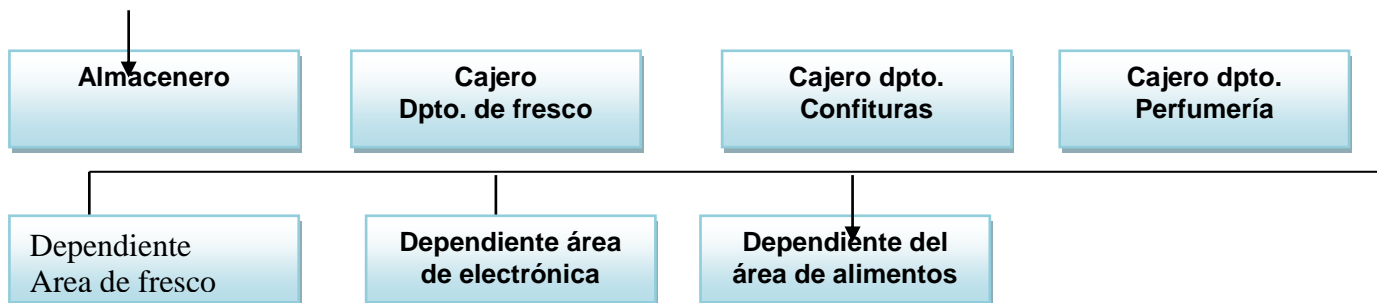 Almacenero
Cajero
Dpto. de fresco
Cajero dpto.
Confituras
Cajero dpto.
Perfumería
Dependiente
Area de fresco
Dependiente área
de electrónica
Dependiente del
área de alimentos